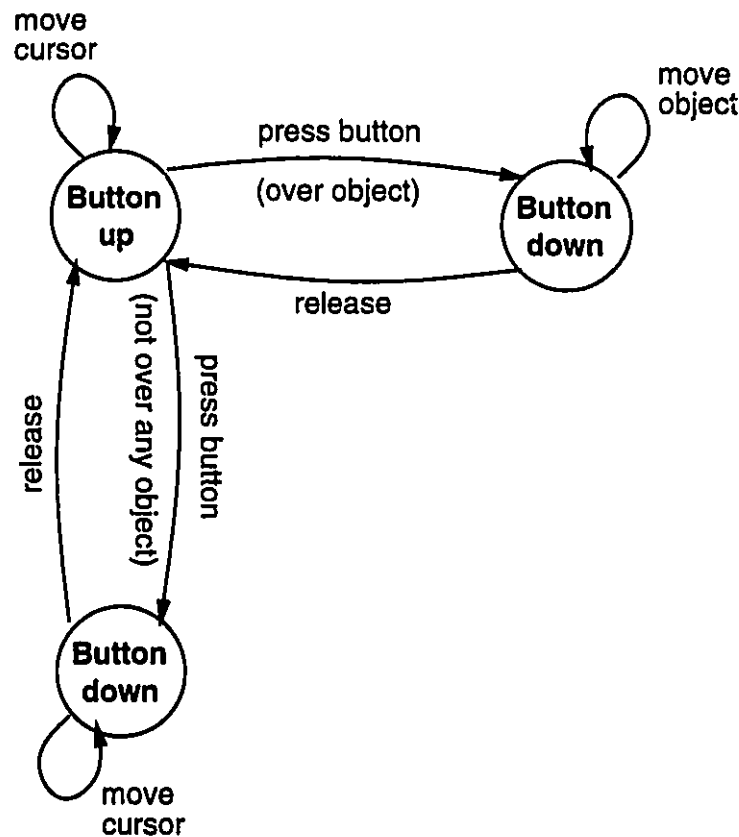 move
cursor
move
object
press button
(over object)
Button
up
Button
down
release
(not over any object)
press button
release
Button
down
move
cursor